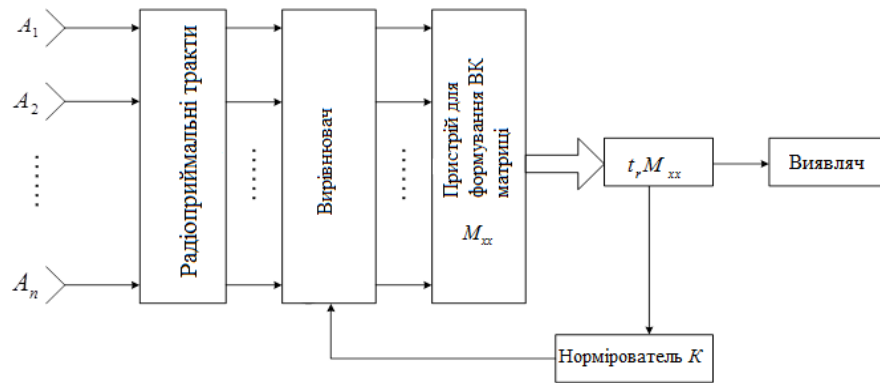 A₁
A₂
Aₙ
Радіоприймальні тракти
Вирівнювач
Пристрій для
формування ВК
матриці
Mₓₓ
tᵣMₓₓ
Виявляч
Нормірователь K